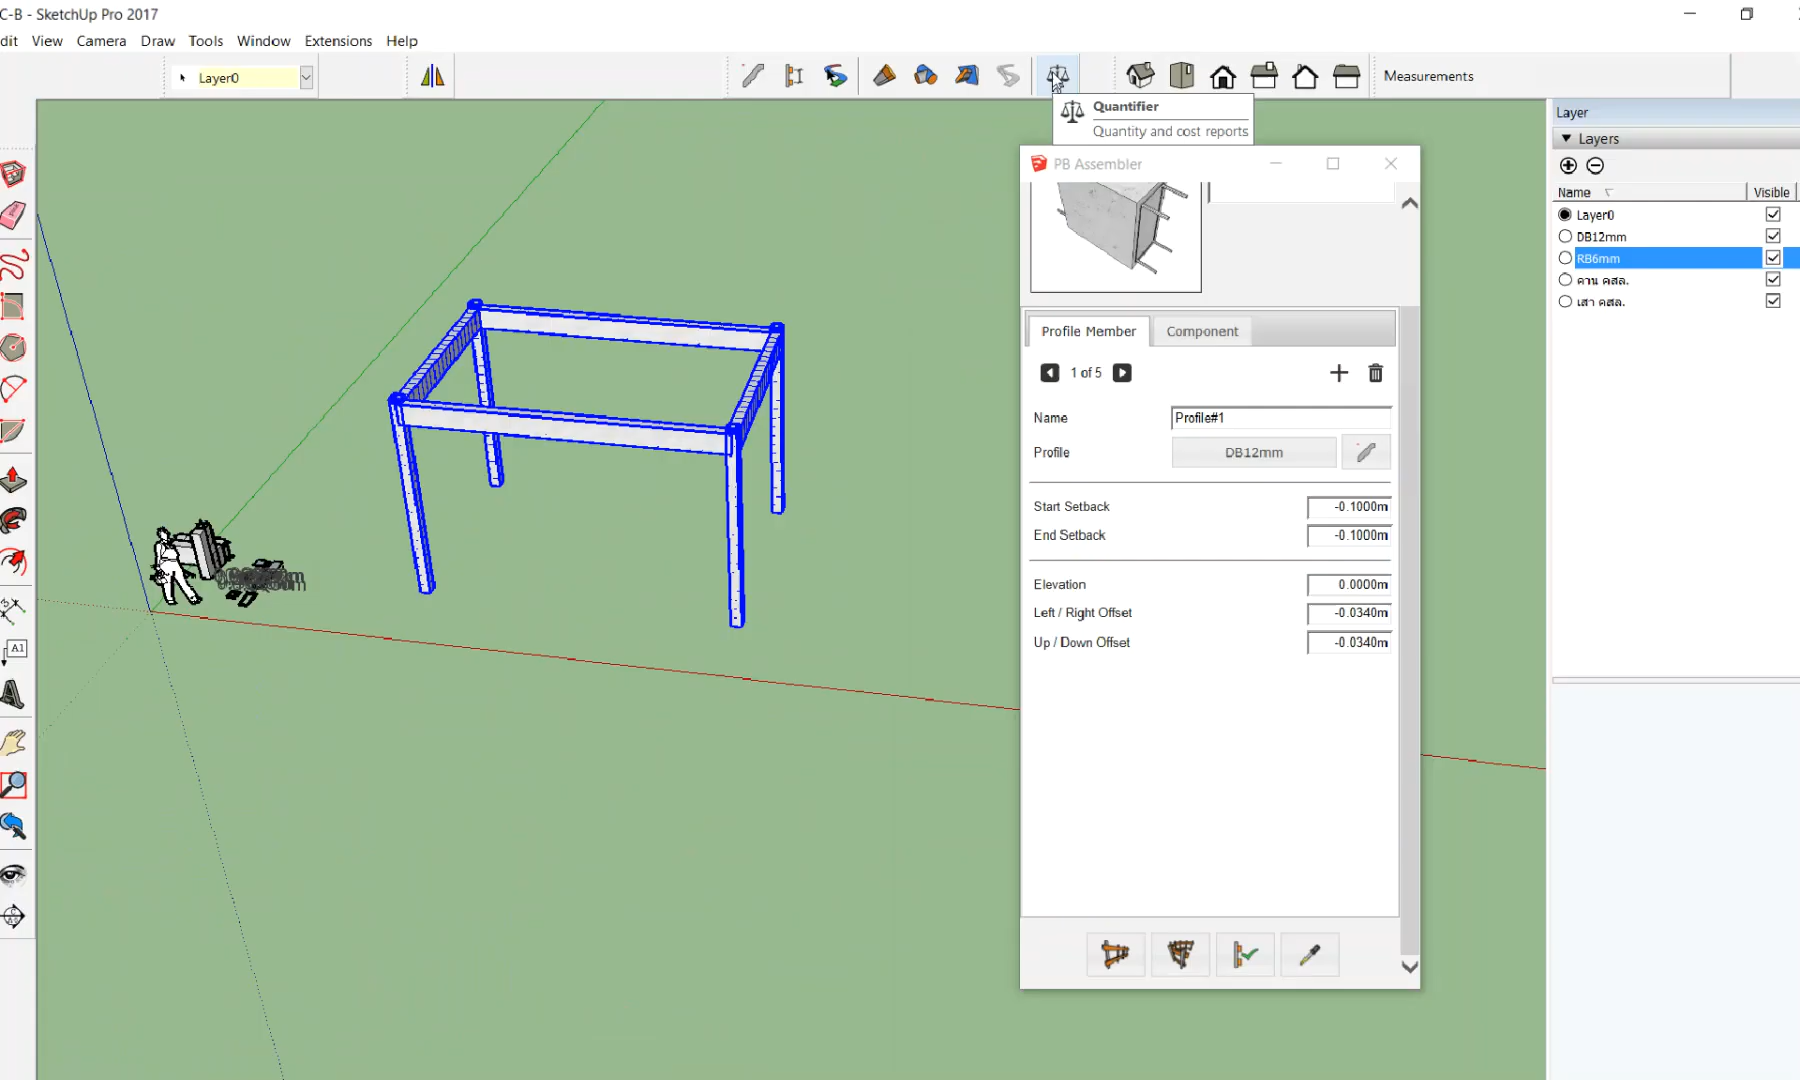 C-B - SketchUp Pro 2017
dit View Camera Draw Tools Window Extensions Help
Layer0
Measurements
Quantifier
Quantity and cost reports
Layer
Layers
Name Visible
Layer0
DB12mm
RB6mm
คาน คสล.
เสา คสล.
PB Assembler
Profile Member Component
1 of 5
Name Profile#1
Profile DB12mm
Start Setback -0.1000m
End Setback -0.1000m
Elevation 0.0000m
Left / Right Offset -0.0340m
Up / Down Offset -0.0340m
A1